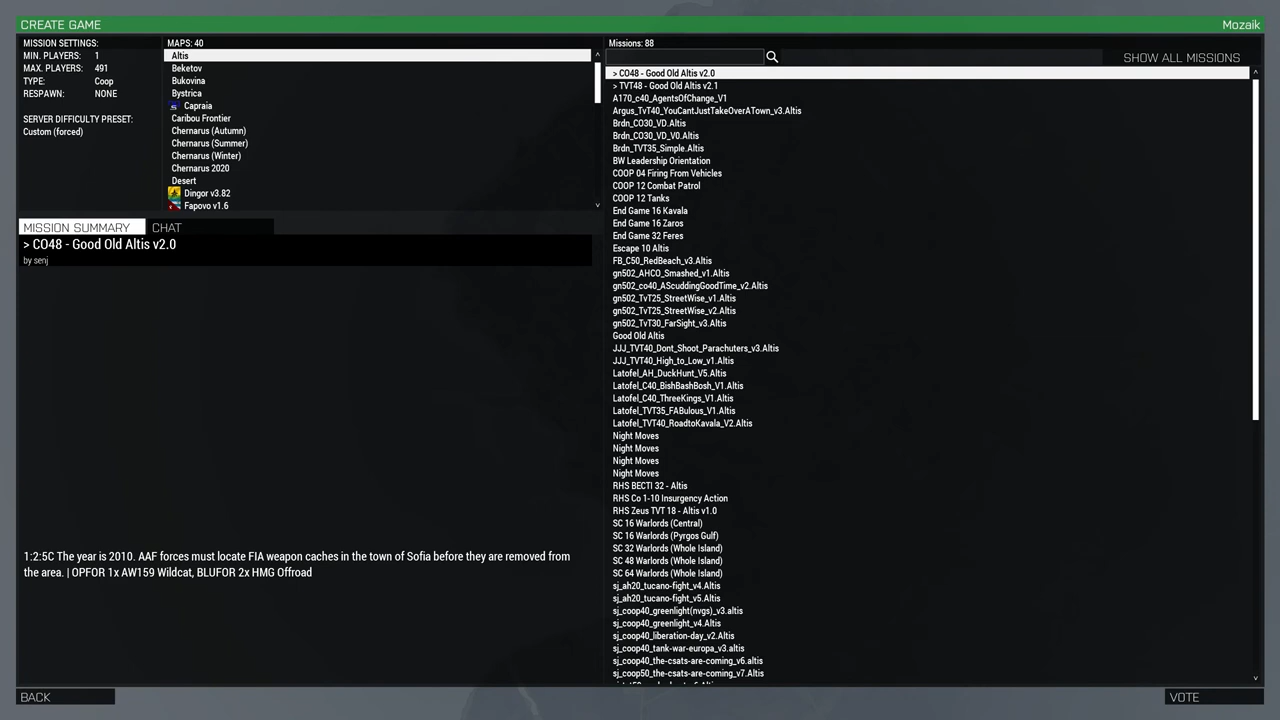 CREATE GAME
Mozaik
MISSION SETTINGS:
MIN. PLAYERS: 1
MAX. PLAYERS: 491
TYPE: Coop
RESPAWN: NONE
SERVER DIFFICULTY PRESET:
Custom (forced)
MAPS: 40
Altis
Beketov
Bukovina
Bystrica
Capraia
Caribou Frontier
Chernarus (Autumn)
Chernarus (Summer)
Chernarus (Winter)
Chernarus 2020
Desert
Dingor v3.82
Fapovo v1.6
MISSION SUMMARY
CHAT
> CO48 - Good Old Altis v2.0
by senj
1:2:5C The year is 2010. AAF forces must locate FIA weapon caches in the town of Sofia before they are removed from
the area. | OPFOR 1x AW159 Wildcat, BLUFOR 2x HMG Offroad
Missions: 88
SHOW ALL MISSIONS
> CO48 - Good Old Altis v2.0
> TVT48 - Good Old Altis v2.1
A170_c40_AgentsOfChange_V1
Argus_TvT40_YouCantJustTakeOverATown_v3.Altis
Brdn_CO30_VD.Altis
Brdn_CO30_VD_V0.Altis
Brdn_TVT35_Simple.Altis
BW Leadership Orientation
COOP 04 Firing From Vehicles
COOP 12 Combat Patrol
COOP 12 Tanks
End Game 16 Kavala
End Game 16 Zaros
End Game 32 Feres
Escape 10 Altis
FB_C50_RedBeach_v3.Altis
gn502_AHCO_Smashed_v1.Altis
gn502_co40_AScuddingGoodTime_v2.Altis
gn502_TvT25_StreetWise_v1.Altis
gn502_TvT25_StreetWise_v2.Altis
gn502_TvT30_FarSight_v3.Altis
Good Old Altis
JJJ_TVT40_Dont_Shoot_Parachuters_v3.Altis
JJJ_TVT40_High_to_Low_v1.Altis
Latofel_AH_DuckHunt_V5.Altis
Latofel_C40_BishBashBosh_V1.Altis
Latofel_C40_ThreeKings_V1.Altis
Latofel_TVT35_FABulous_V1.Altis
Latofel_TVT40_RoadtoKavala_V2.Altis
Night Moves
Night Moves
Night Moves
Night Moves
RHS BECTI 32 - Altis
RHS Co 1-10 Insurgency Action
RHS Zeus TVT 18 - Altis v1.0
SC 16 Warlords (Central)
SC 16 Warlords (Pyrgos Gulf)
SC 32 Warlords (Whole Island)
SC 48 Warlords (Whole Island)
SC 64 Warlords (Whole Island)
sj_ah20_tucano-fight_v4.Altis
sj_ah20_tucano-fight_v5.Altis
sj_coop40_greenlight(nvgs)_v3.altis
sj_coop40_greenlight_v4.Altis
sj_coop40_liberation-day_v2.Altis
sj_coop40_tank-war-europa_v3.altis
sj_coop40_the-csats-are-coming_v6.altis
sj_coop50_the-csats-are-coming_v7.Altis
BACK
VOTE